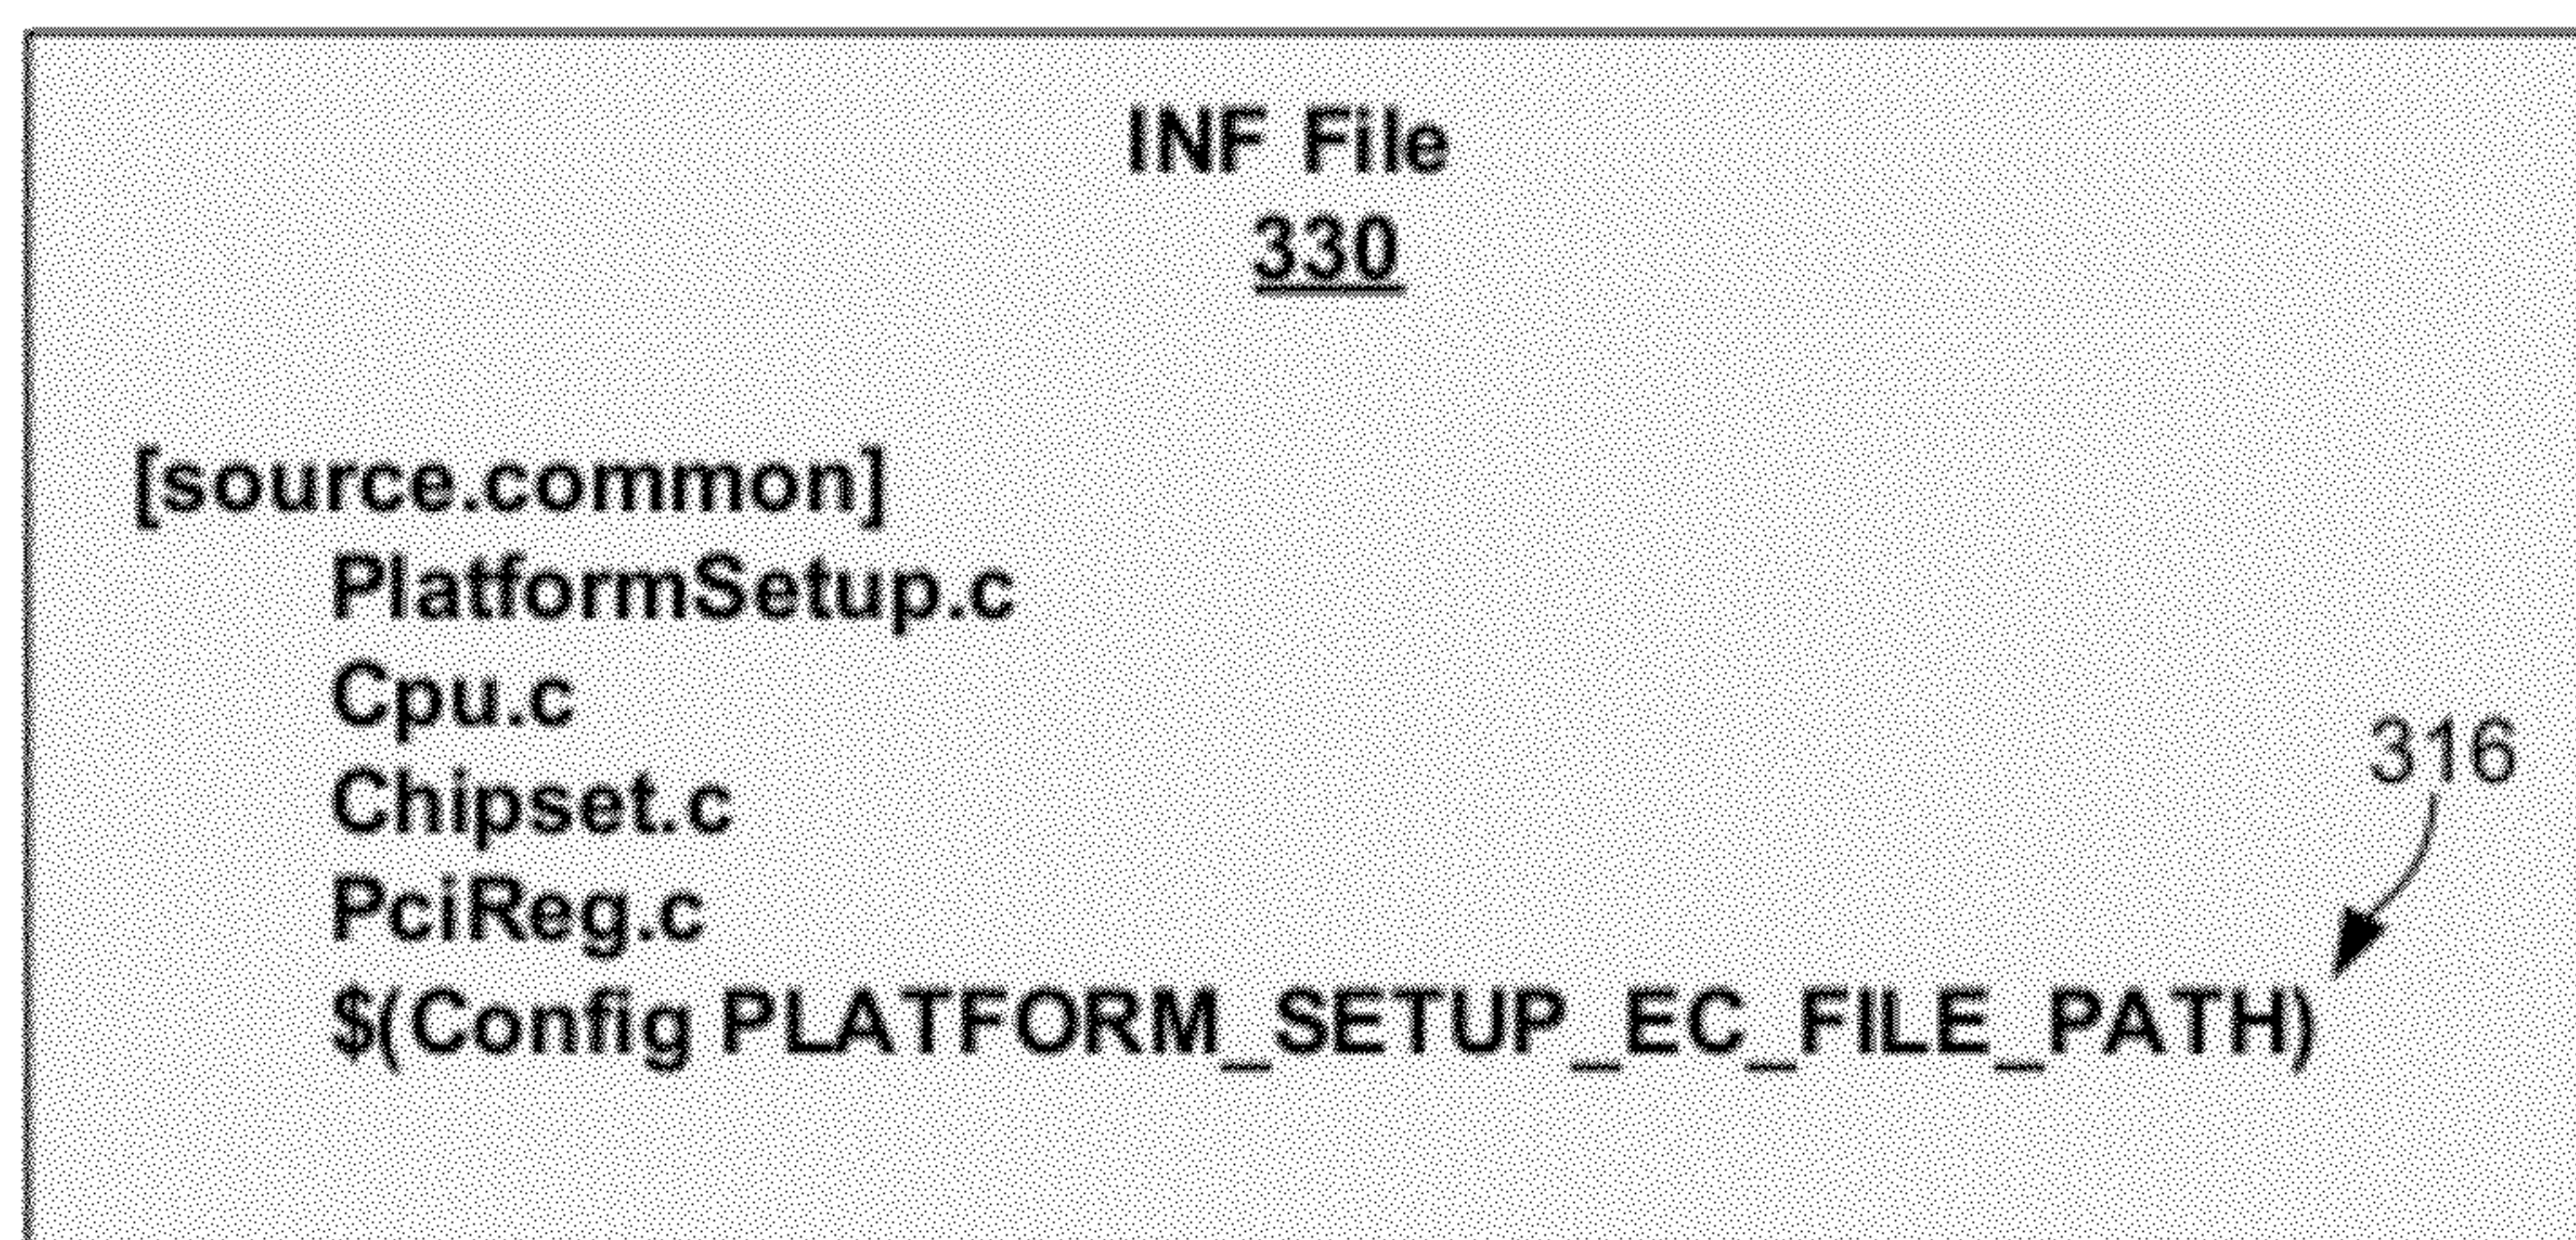 INF File
330
[source.common]
PlatformSetup.c
Cpu.c
Chipset.c
PciReg.c
316
$(Config PLATFORM_SETUP_EC_FILE_PATH)